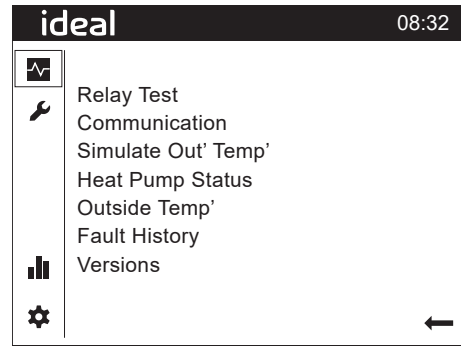 ideal 08:32
Relay Test
Communication
Simulate Out’ Temp’
Heat Pump Status
Outside Temp’
Fault History
Versions